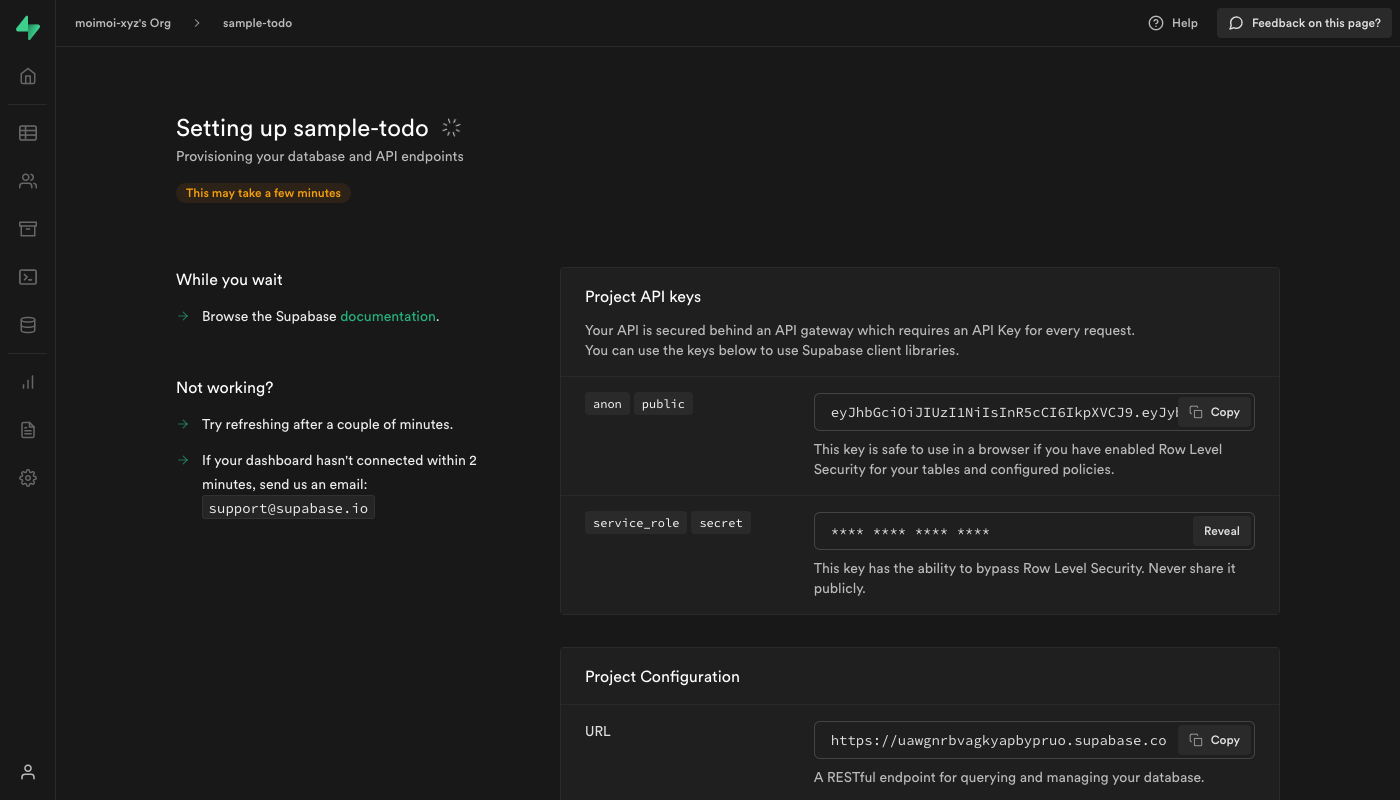 moimoi-xyz's Org
sample-todo
Help
Feedback on this page?
Setting up sample-todo
Provisioning your database and API endpoints
This may take a few minutes
While you wait
Browse the Supabase documentation.
Not working?
Try refreshing after a couple of minutes.
If your dashboard hasn't connected within 2
minutes, send us an email:
support@supabase.io
Project API keys
Your API is secured behind an API gateway which requires an API Key for every request.
You can use the keys below to use Supabase client libraries.
anon public
eyJhbGciOiJIUzI1NiIsInR5cCI6IkpXVCJ9.eyJy
Copy
This key is safe to use in a browser if you have enabled Row Level
Security for your tables and configured policies.
service_role secret
**** **** **** ****
Reveal
This key has the ability to bypass Row Level Security. Never share it
publicly.
Project Configuration
URL
https://uawgnrbvagkyapbypruo.supabase.co
Copy
A RESTful endpoint for querying and managing your database.